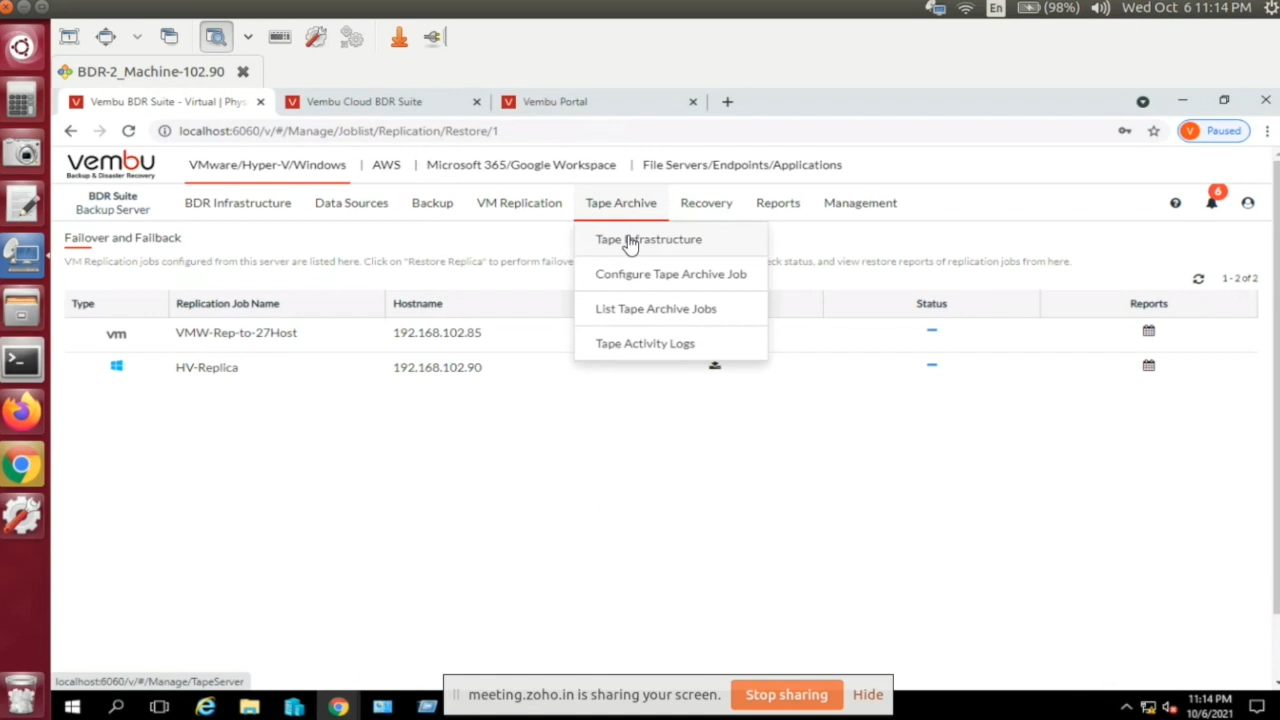 En (98%) Wed Oct 6 11:14 PM
BDR-2_Machine-102.90
Vembu BDR Suite - Virtual | Phys
Vembu Cloud BDR Suite
Vembu Portal
localhost:6060/v/#/Manage/Joblist/Replication/Restore/1
V Paused
vembu
Backup & Disaster Recovery
VMware/Hyper-V/Windows | AWS | Microsoft 365/Google Workspace | File Servers/Endpoints/Applications
BDR Suite
Backup Server
BDR Infrastructure Data Sources Backup VM Replication Tape Archive Recovery Reports Management
6
Failover and Fallback
Tape Infrastructure
VM Replication jobs configured from this server are listed here. Click on "Restore Replica" to perform failove
eck status, and view restore reports of replication jobs from here.
Configure Tape Archive Job
1 - 2 of 2
Type Replication Job Name Hostname Status Reports
List Tape Archive Jobs
vm VMW-Rep-to-27Host 192.168.102.85
Tape Activity Logs
HV-Replica 192.168.102.90
localhost:6060/v/#/Manage/TapeServer
meeting.zoho.in is sharing your screen. Stop sharing Hide
11:14 PM
10/6/2021